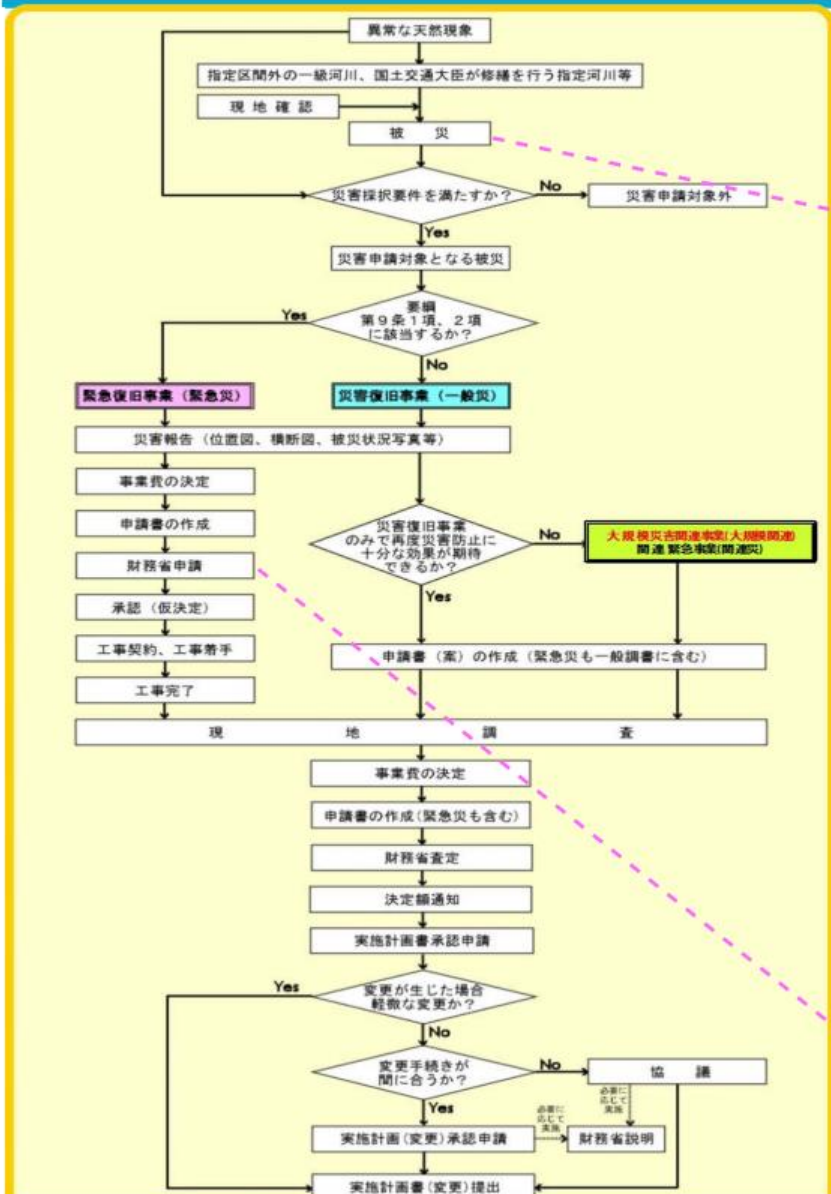 異常な天然現象
指定区間外の一級河川、国土交通大臣が修繕を行う指定河川等
現 地 確 認
被 災
災害採択要件を満たすか?
No
災害申請対象外
Yes
災害申請対象となる被災
要綱
第9条1項、2項
に該当するか?
Yes
No
緊急復旧事業（緊急災）
災害復旧事業（一般災）
災害報告（位置図、横断図、被災状況写真等）
事業費の決定
申請書の作成
財務省申請
承認（仮決定）
工事契約、工事着手
工事完了
災害復旧事業
のみで再度災害防止に
十分な効果が期待
できるか?
No
大規模災害関連事業(大規模関連)
関連緊急事業(関連災)
Yes
申請書（案）の作成（緊急災も一般調書に含む）
現 地 調 査
事業費の決定
申請書の作成(緊急災も含む)
財務省査定
決定額通知
実施計画書承認申請
変更が生じた場合
軽微な変更か?
Yes
No
変更手続きが
間に合うか?
No
協 議
Yes
必要に
応じて
実施
必要に
応じて
実施
実施計画(変更)承認申請
財務省説明
実施計画書(変更)提出